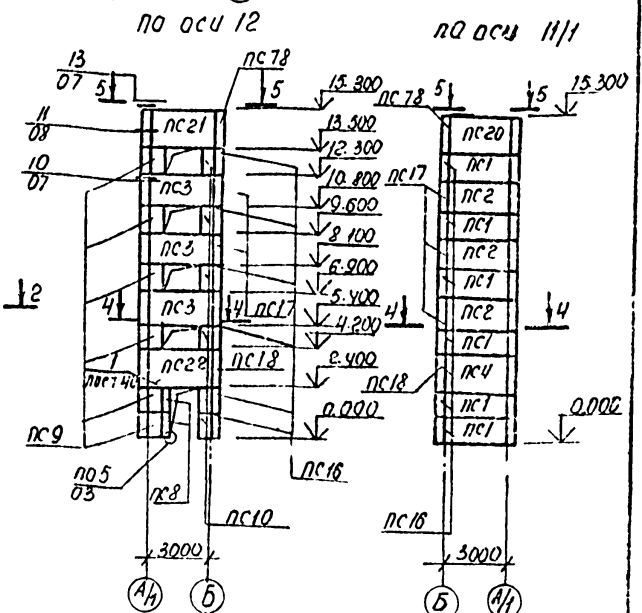 по оси 12
по оси 11/1
13
07
5
ПС78
5
15.300
ПС78
5
5
15.300
11
08
ПС21
13.500
ПС20
10
07
12.300
ПС1
ПС3
10.800
ПС17
ПС2
9.600
ПС1
ПС3
8.100
ПС2
6.900
ПС1
2
4
ПС3
4
ПС17
5.400
4
ПС2
4
4.200
ПС1
1
ПС22
ПС18
2.400
ПС18
ПС4
0.000
ПС1
0.000
ПС9
ПС1
ПО5
03
ПС8
ПС16
ПС10
ПС16
3000
3000
А/1
Б
Б
А/1